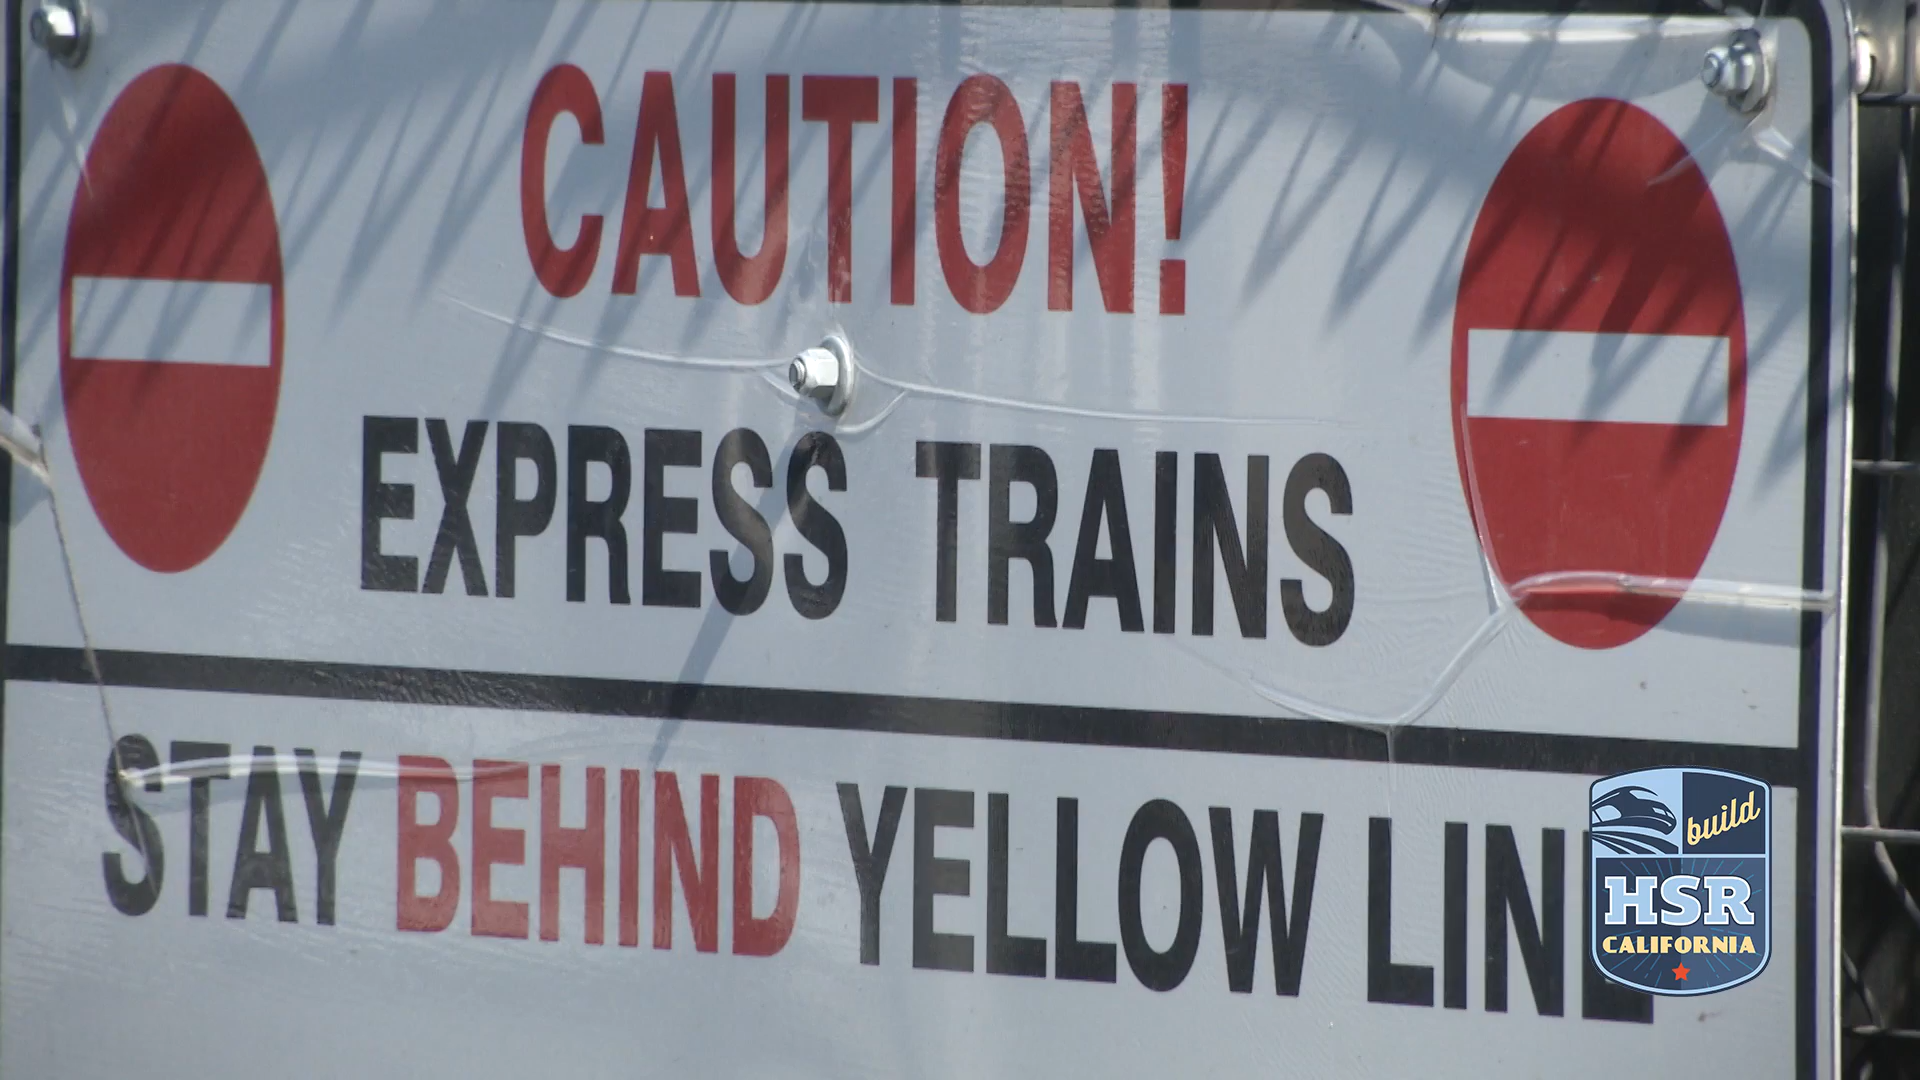 CAUTION!
EXPRESS TRAINS
STAY BEHIND YELLOW LINE
build
HSR
CALIFORNIA